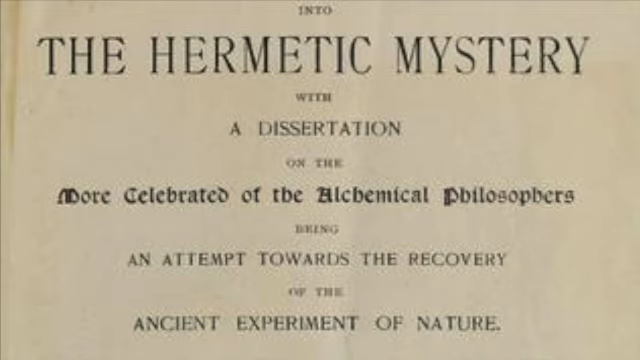 INTO
THE HERMETIC MYSTERY
WITH
A DISSERTATION
ON THE
More Celebrated of the Alchemical Philosophers
BEING
AN ATTEMPT TOWARDS THE RECOVERY
OF THE
ANCIENT EXPERIMENT OF NATURE.